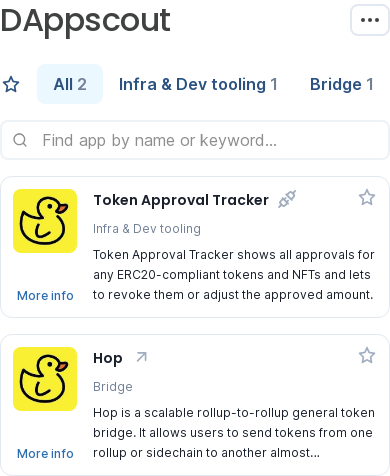 DAppscout
All 2
Infra & Dev tooling 1
Bridge 1
Find app by name or keyword...
Token Approval Tracker
Infra & Dev tooling
Token Approval Tracker shows all approvals for
any ERC20-compliant tokens and NFTs and lets
to revoke them or adjust the approved amount.
More info
Hop
Bridge
Hop is a scalable rollup-to-rollup general token
bridge. It allows users to send tokens from one
rollup or sidechain to another almost...
More info